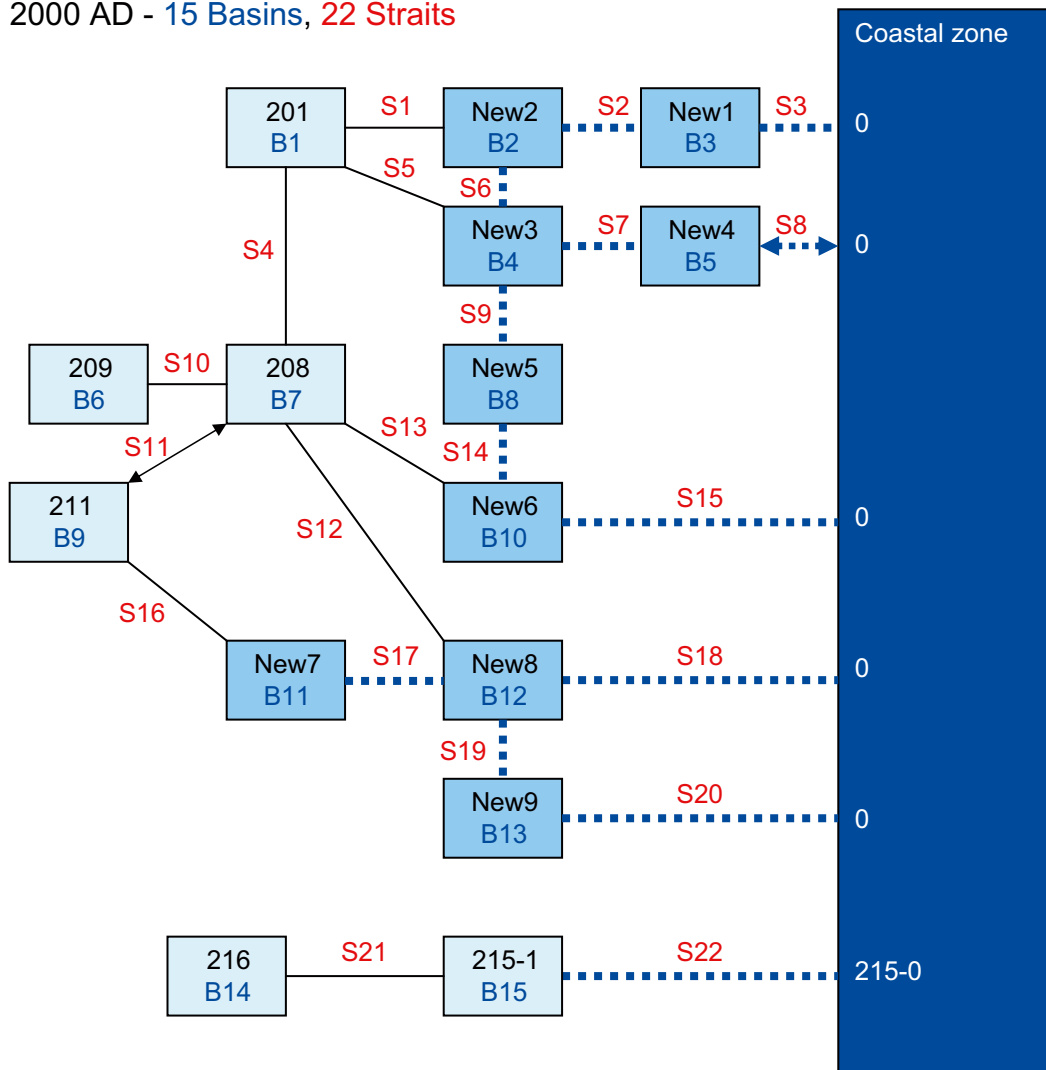 2000 AD - 15 Basins, 22 Straits
Coastal zone
201
B1
S1
New2
B2
S2
New1
B3
S3
0
S5
S6
S4
New3
B4
S7
New4
B5
S8
0
S9
209
B6
S10
208
B7
New5
B8
S11
S13
S14
211
B9
S12
New6
B10
S15
0
S16
New7
B11
S17
New8
B12
S18
0
S19
New9
B13
S20
0
216
B14
S21
215-1
B15
S22
215-0